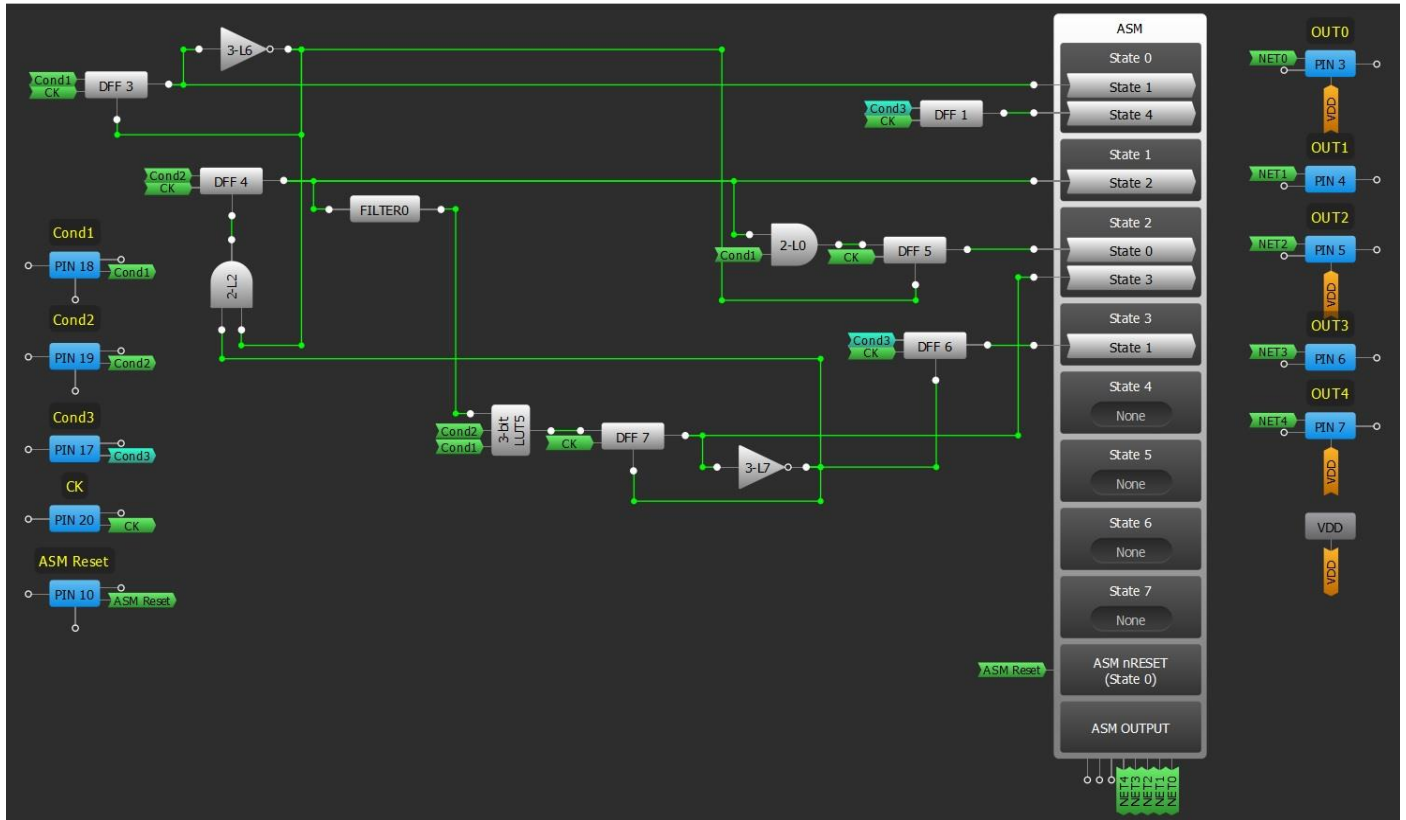 3-L6
Cond1
CK
DFF 3
Cond2
CK
DFF 4
FILTER0
2-L2
Cond1
PIN 18
Cond1
Cond2
PIN 19
Cond2
Cond3
PIN 17
Cond3
CK
PIN 20
CK
ASM Reset
PIN 10
ASM Reset
Cond2
Cond1
3-bit
LUT5
CK
DFF 7
3-L7
Cond1
2-L0
CK
DFF 5
Cond3
CK
DFF 1
Cond3
CK
DFF 6
ASM
State 0
State 1
State 4
State 1
State 2
State 2
State 0
State 3
State 3
State 1
State 4
None
State 5
None
State 6
None
State 7
None
ASM Reset
ASM nRESET
(State 0)
ASM OUTPUT
NET4
NET3
NET2
NET1
NET0
OUT0
NET0
PIN 3
VDD
OUT1
NET1
PIN 4
OUT2
NET2
PIN 5
VDD
OUT3
NET3
PIN 6
OUT4
NET4
PIN 7
VDD
VDD
VDD